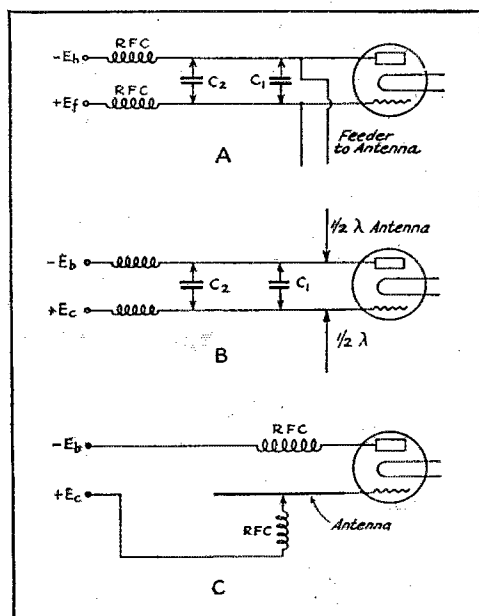 RFC
-Eb
C2
C1
RFC
+Ef
Feeder
to Antenna
A
½ λ Antenna
-Eb
C2
C1
+Ec
½ λ
B
RFC
-Eb
+Ec
RFC
Antenna
C